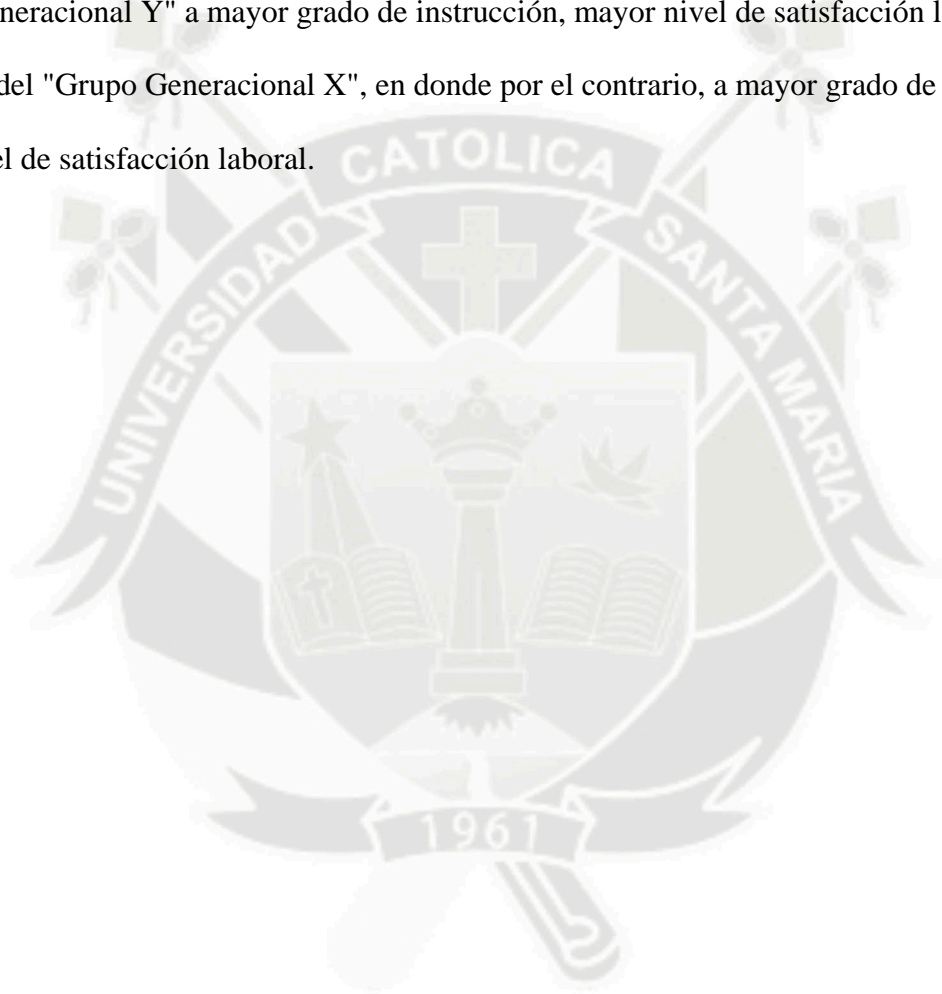 neracional Y" a mayor grado de instrucción, mayor nivel de satisfacción l
del "Grupo Generacional X", en donde por el contrario, a mayor grado de
el de satisfacción laboral.
UNIVERSIDAD CATOLICA SANTA MARIA
1961